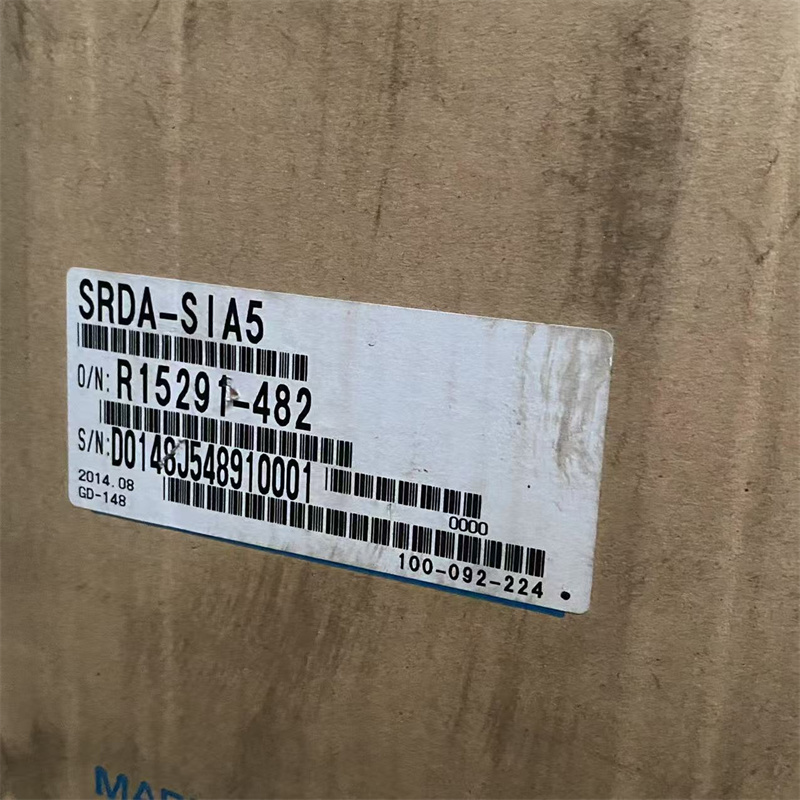 SRDA-SIA5
O/N: R15291-482
S/N: D0148J548910001
2014.08
GD-148
0000
100-092-224